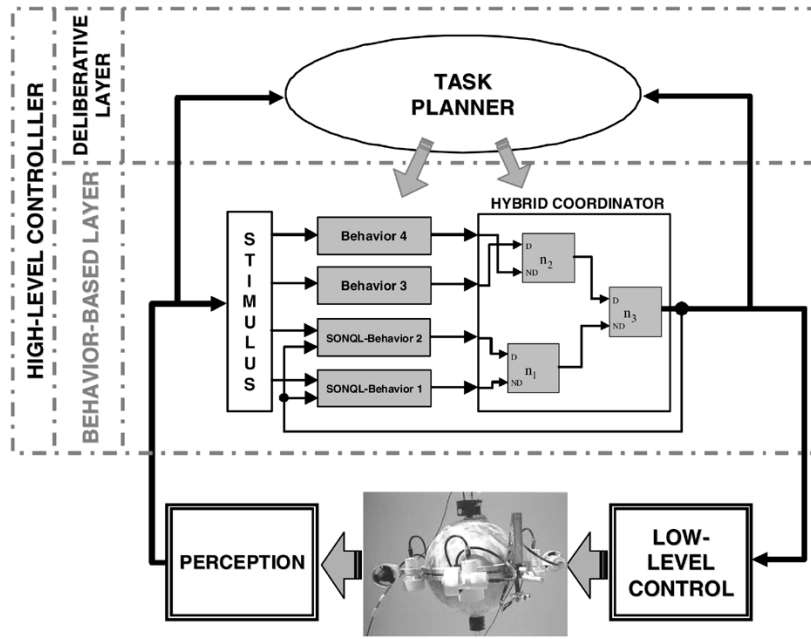 HIGH-LEVEL CONTROLLLER
DELIBERATIVE
LAYER
BEHAVIOR-BASED LAYER
TASK
PLANNER
HYBRID COORDINATOR
STIMULUS
Behavior 4
Behavior 3
SONQL-Behavior 2
SONQL-Behavior 1
D
n2
ND
D
n3
ND
D
n1
ND
PERCEPTION
LOW-
LEVEL
CONTROL